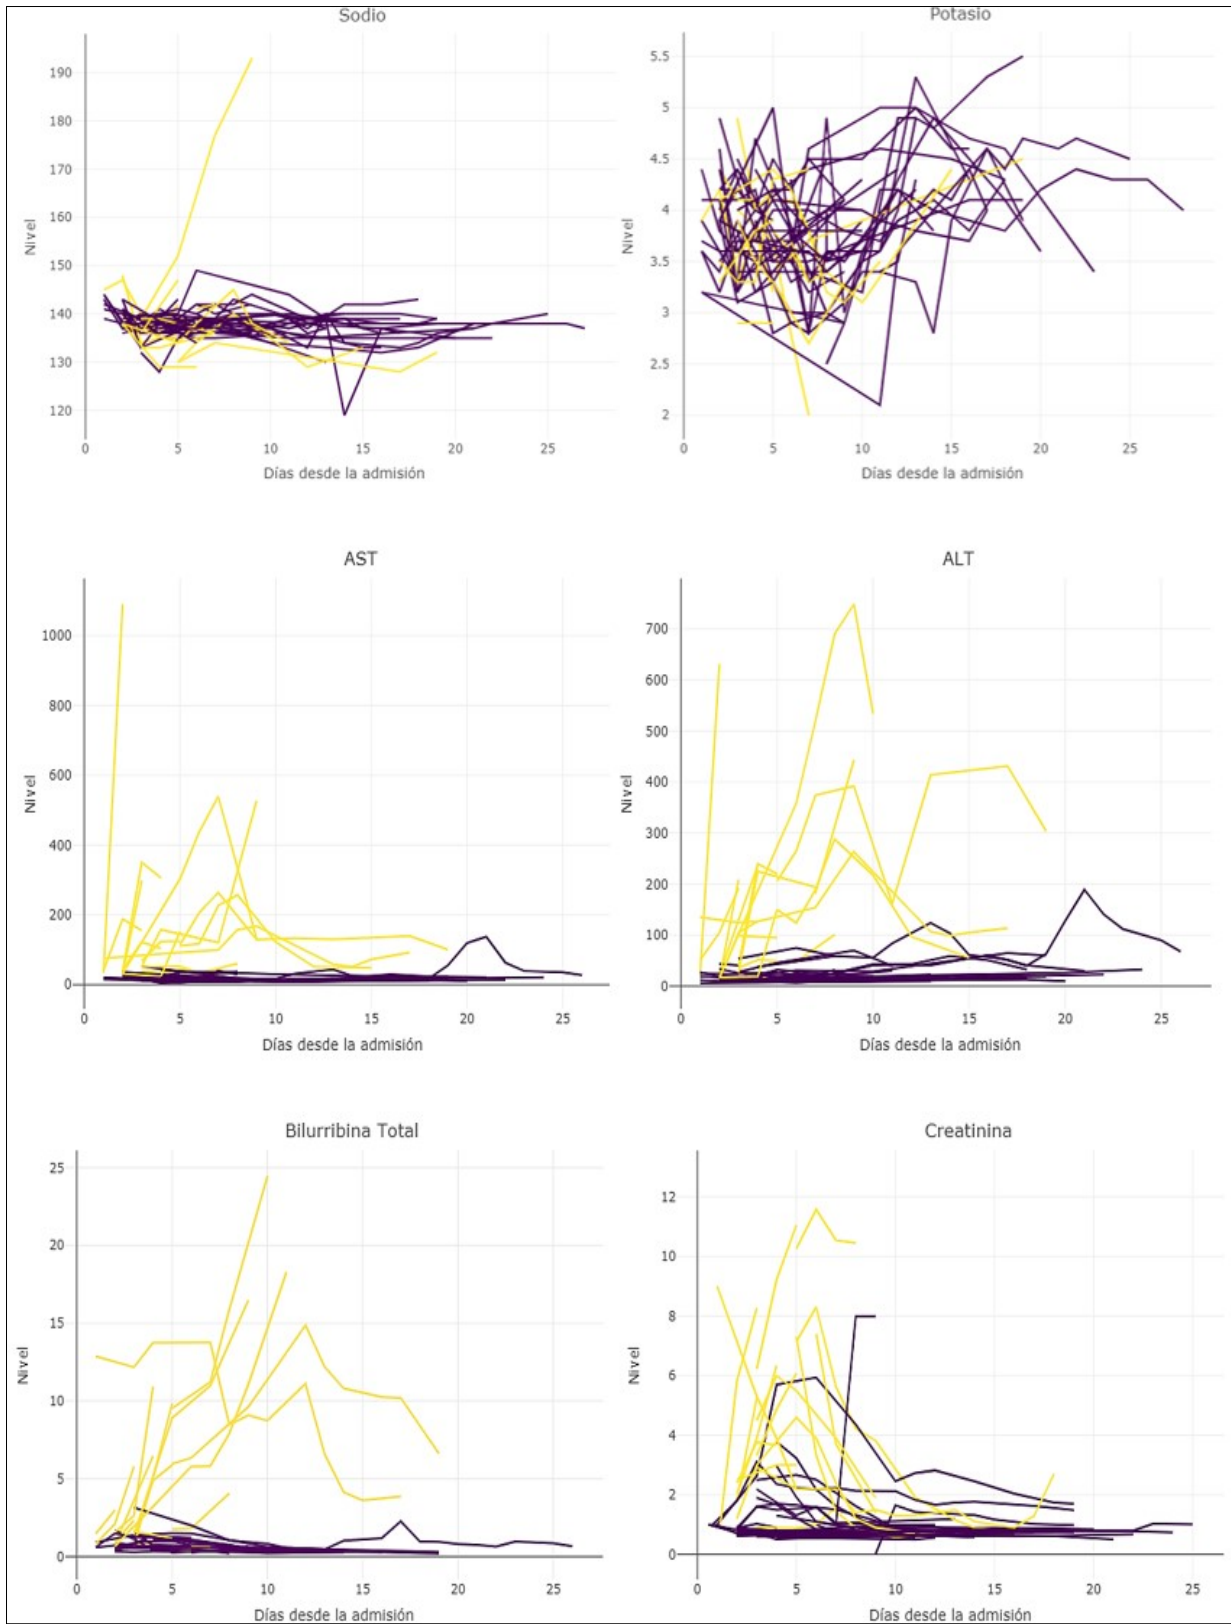 Sodio
190
180
170
160
150
140
130
120
Nivel
0 5 10 15 20 25
Días desde la admisión
Potasio
5.5
5
4.5
4
3.5
3
2.5
2
Nivel
0 5 10 15 20 25
Días desde la admisión
AST
1000
800
600
400
200
0
Nivel
0 5 10 15 20 25
Días desde la admisión
ALT
700
600
500
400
300
200
100
0
Nivel
0 5 10 15 20 25
Días desde la admisión
Bilurribina Total
25
20
15
10
5
0
Nivel
0 5 10 15 20 25
Días desde la admisión
Creatinina
12
10
8
6
4
2
0
Nivel
0 5 10 15 20 25
Días desde la admisión